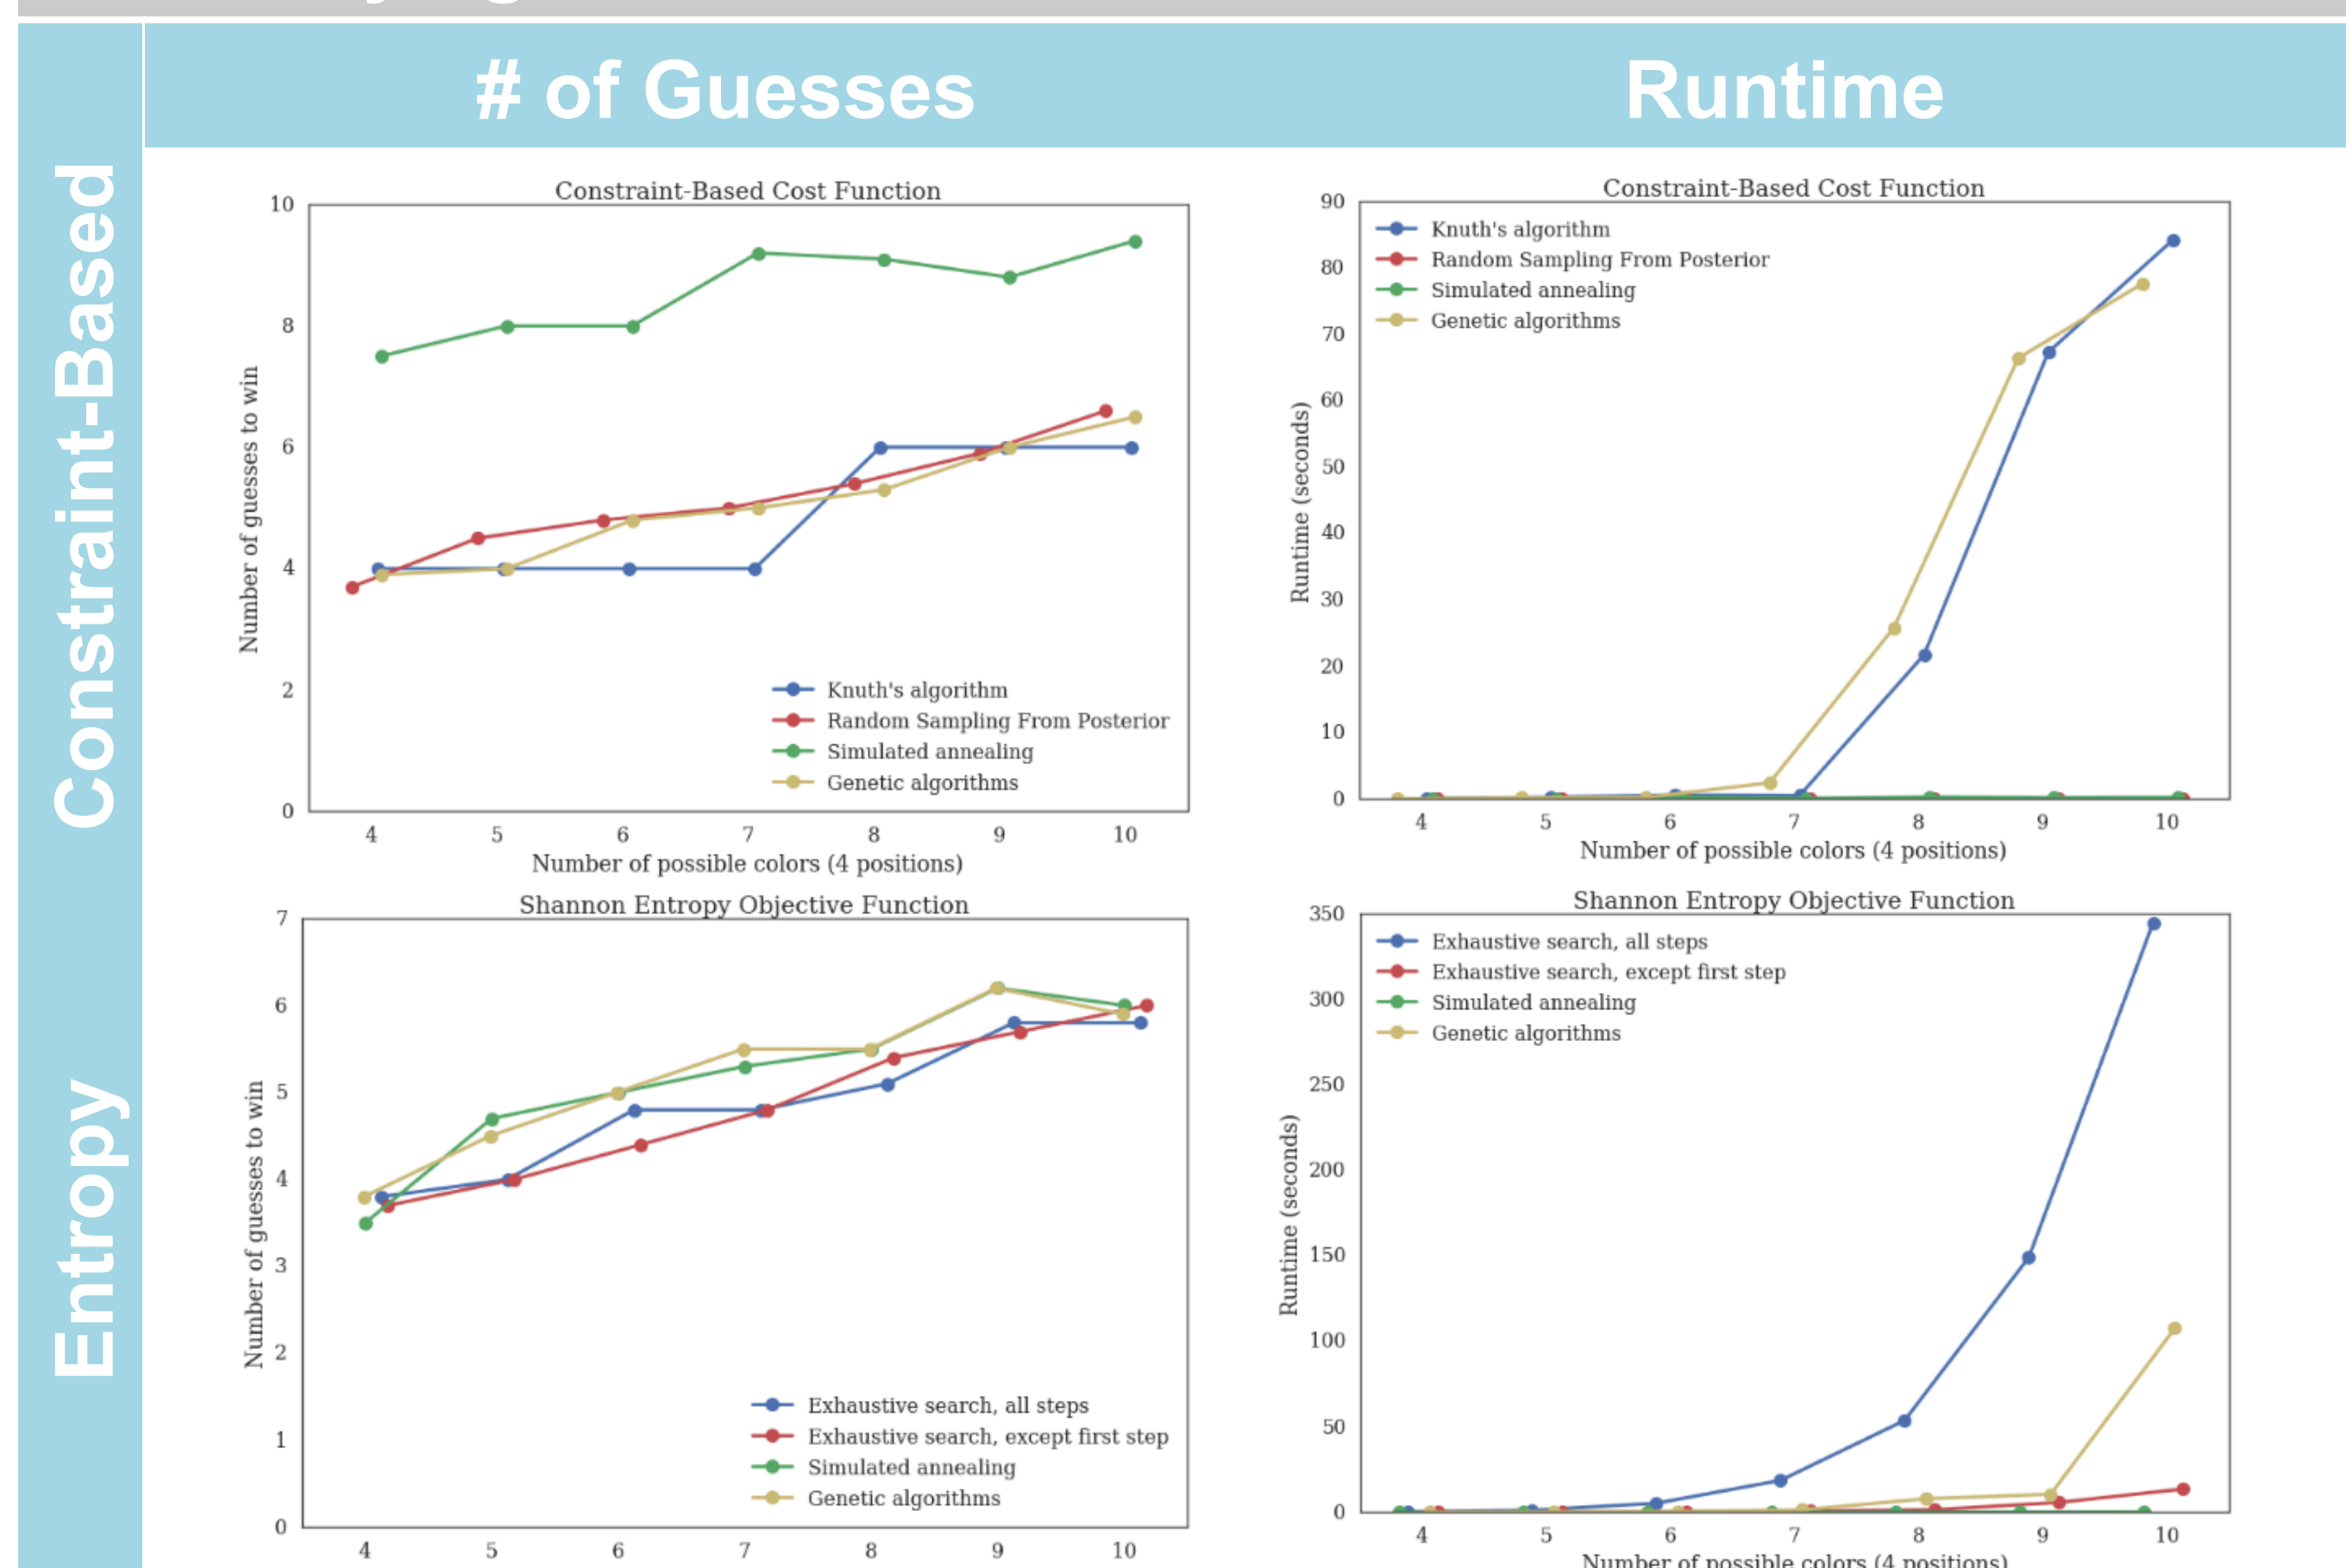 # of Guesses
Runtime
Constraint-Based
Constraint-Based Cost Function
10
8
6
4
2
0
Number of guesses to win
Knuth's algorithm
Random Sampling From Posterior
Simulated annealing
Genetic algorithms
4 5 6 7 8 9 10
Number of possible colors (4 positions)
Constraint-Based Cost Function
90
80
70
60
50
40
30
20
10
0
Runtime (seconds)
Knuth's algorithm
Random Sampling From Posterior
Simulated annealing
Genetic algorithms
4 5 6 7 8 9 10
Number of possible colors (4 positions)
Entropy
Shannon Entropy Objective Function
7
6
5
4
3
2
1
0
Number of guesses to win
Exhaustive search, all steps
Exhaustive search, except first step
Simulated annealing
Genetic algorithms
4 5 6 7 8 9 10
Shannon Entropy Objective Function
350
300
250
200
150
100
50
0
Runtime (seconds)
Exhaustive search, all steps
Exhaustive search, except first step
Simulated annealing
Genetic algorithms
4 5 6 7 8 9 10
Number of possible colors (4 positions)